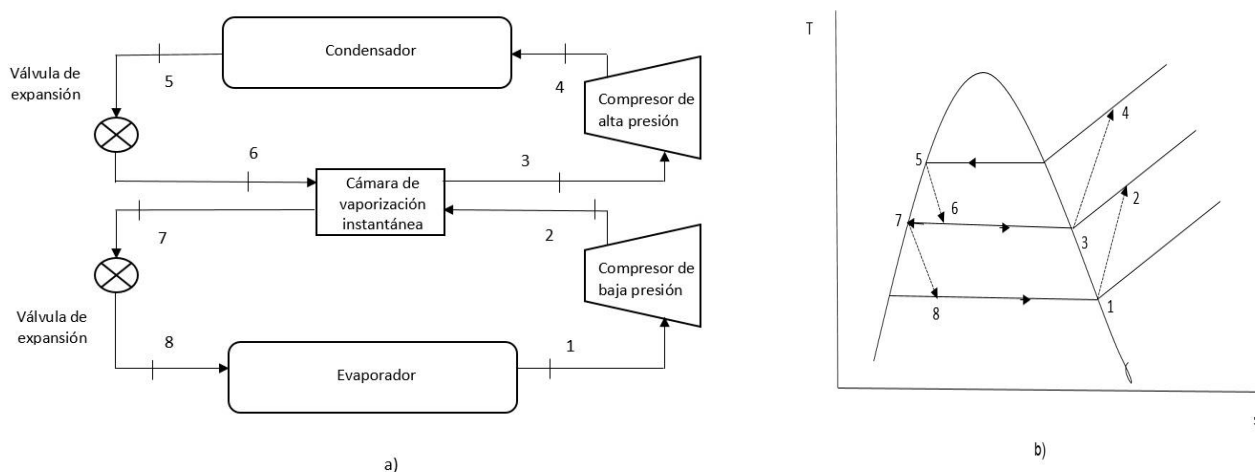 Condensador
Válvula de
expansión
5
4
Compresor de
alta presión
6
3
Cámara de
vaporización
instantánea
7
2
Compresor de
baja presión
Válvula de
expansión
8
1
Evaporador
a)
T
4
5
6
2
7
3
8
1
s
b)